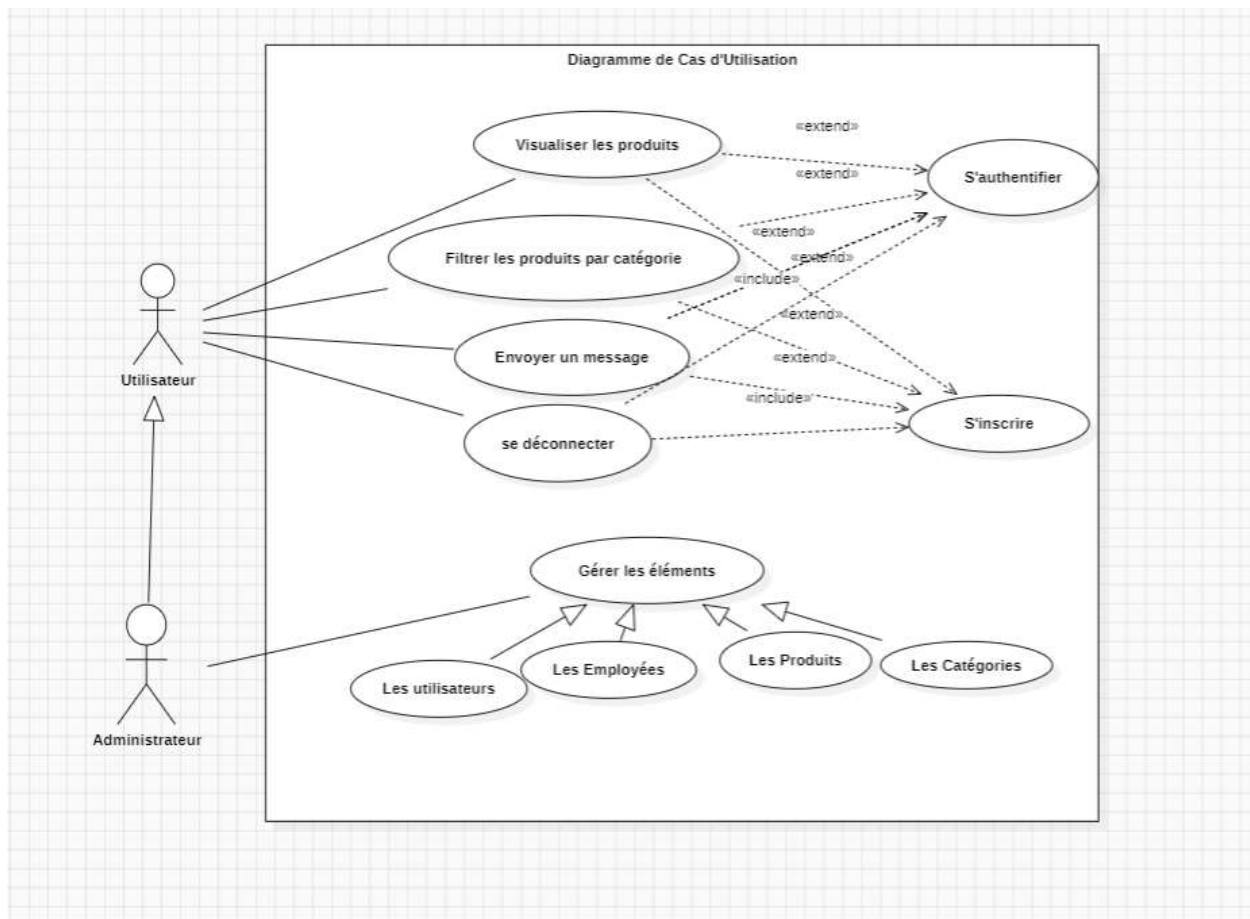 Diagramme de Cas d'Utilisation
«extend»
Visualiser les produits
«extend»
S'authentifier
«extend»
Filtrer les produits par catégorie
«extend»
«include»
«extend»
Envoyer un message
«extend»
Utilisateur
«include»
S'inscrire
se déconnecter
Gérer les éléments
Les utilisateurs
Les Employées
Les Produits
Les Catégories
Administrateur